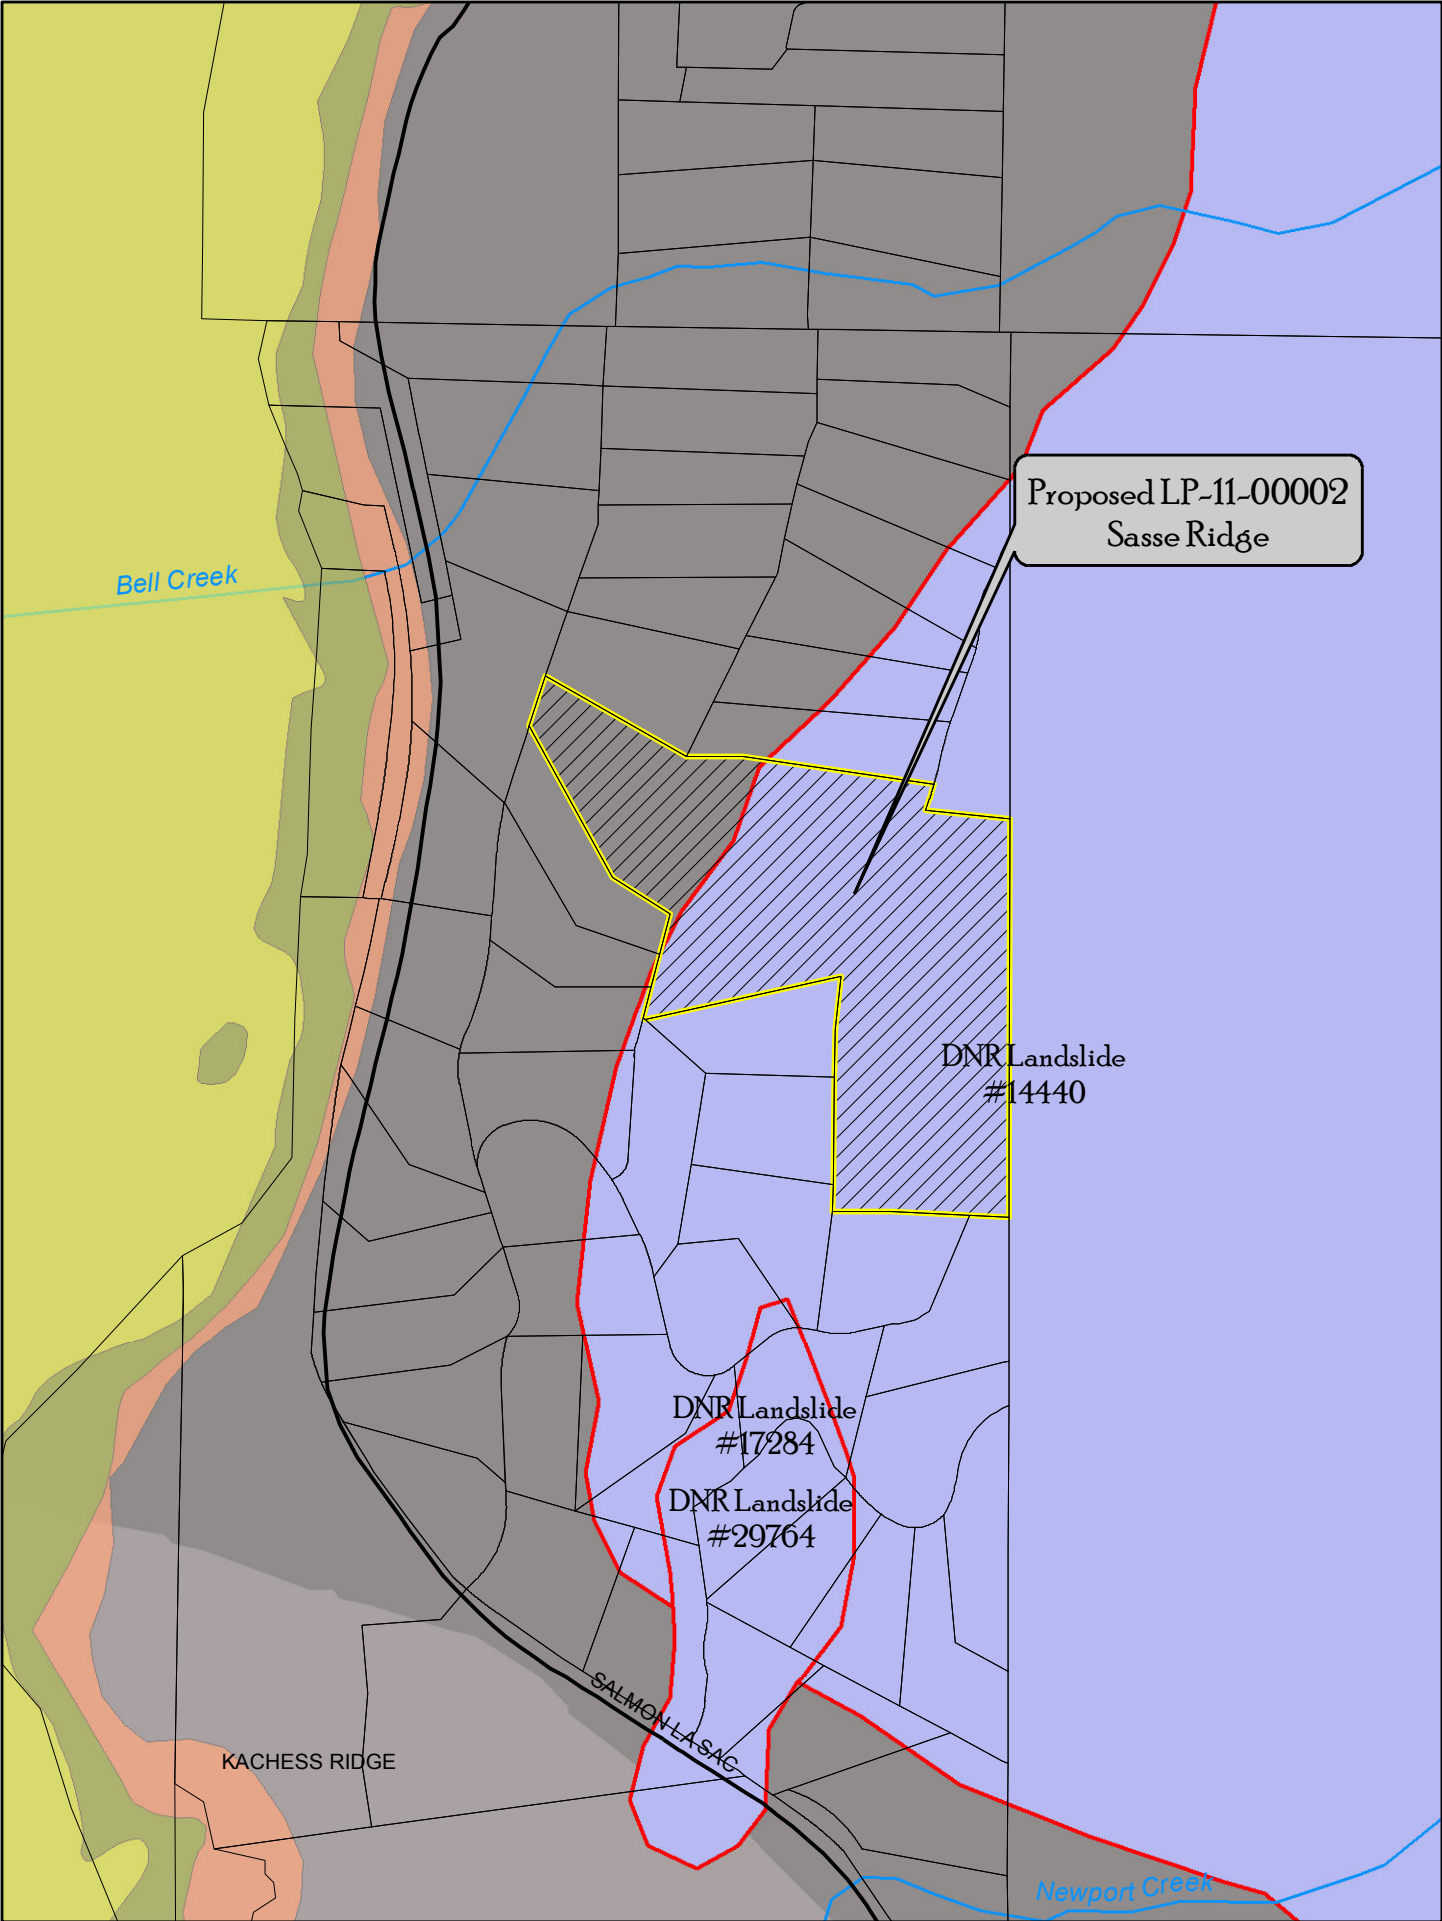 Proposed LP-11-00002
Sasse Ridge
Bell Creek
DNR Landslide
#14440
DNR Landslide
#17284
DNR Landslide
#29764
SALMON LA SAC
KACHESS RIDGE
Newport Creek